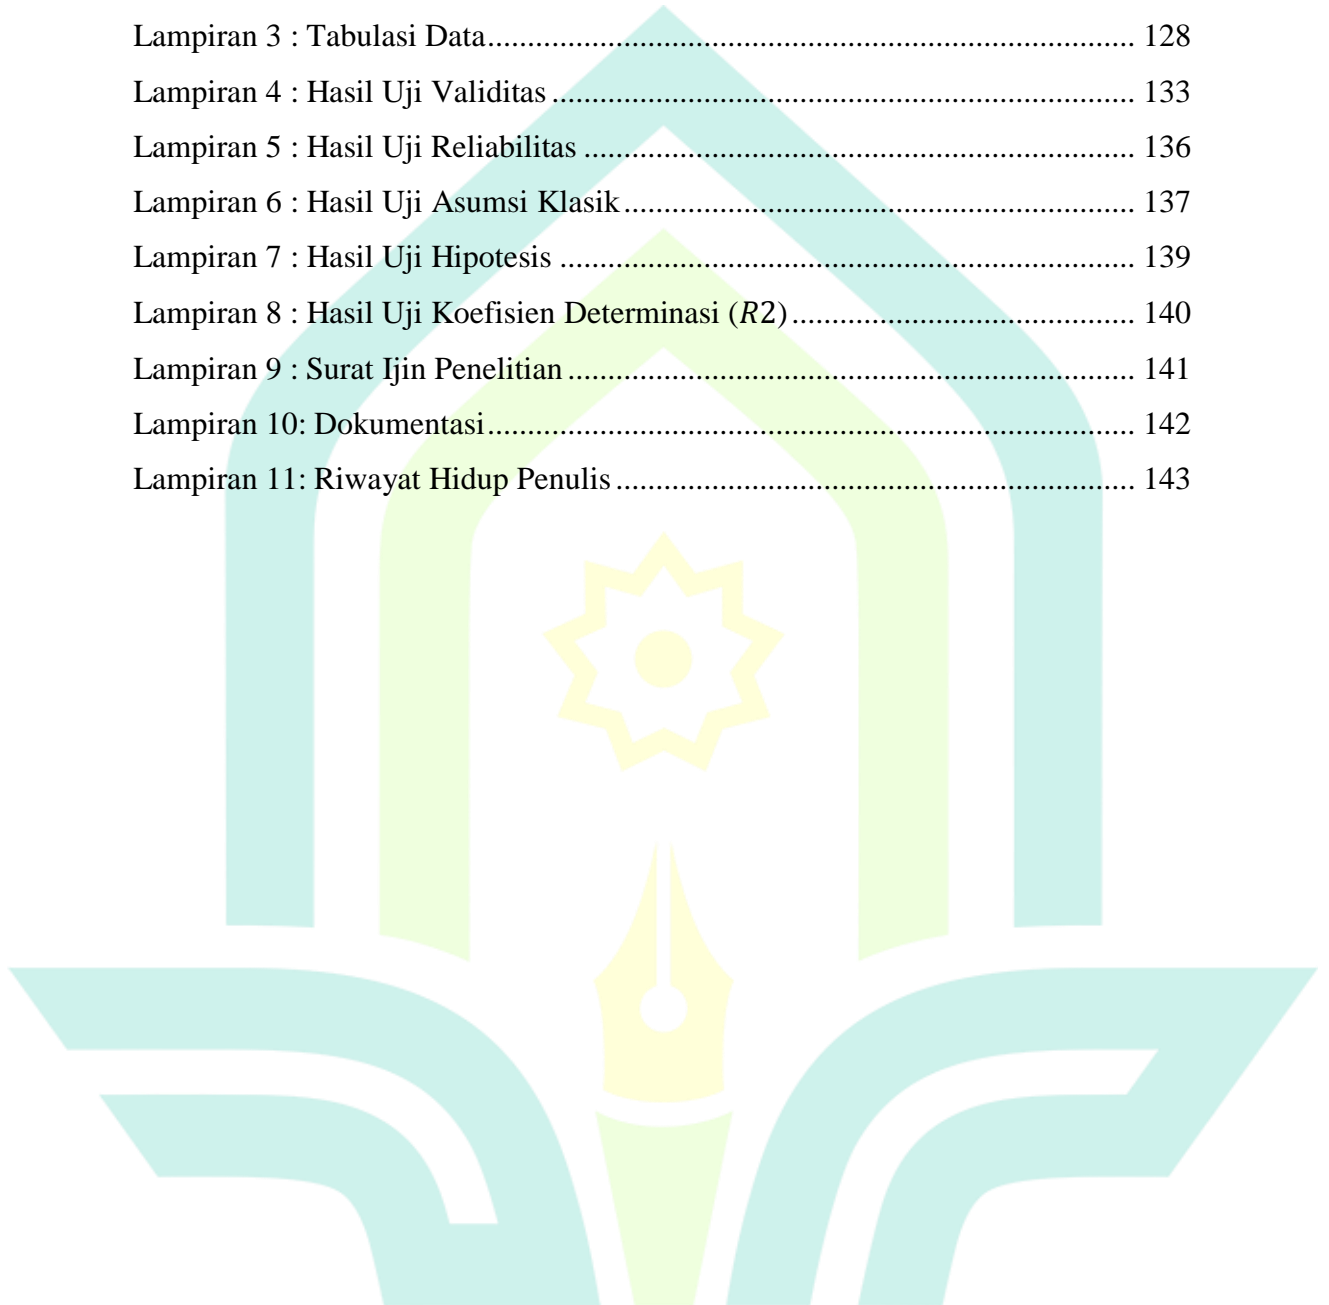 Lampiran 3 : Tabulasi Data.................................................................................. 128
Lampiran 4 : Hasil Uji Validitas.......................................................................... 133
Lampiran 5 : Hasil Uji Reliabilitas...................................................................... 136
Lampiran 6 : Hasil Uji Asumsi Klasik................................................................. 137
Lampiran 7 : Hasil Uji Hipotesis......................................................................... 139
Lampiran 8 : Hasil Uji Koefisien Determinasi (R2)............................................ 140
Lampiran 9 : Surat Ijin Penelitian........................................................................ 141
Lampiran 10: Dokumentasi.................................................................................. 142
Lampiran 11: Riwayat Hidup Penulis.................................................................. 143